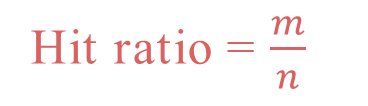 Hit ratio = m/n